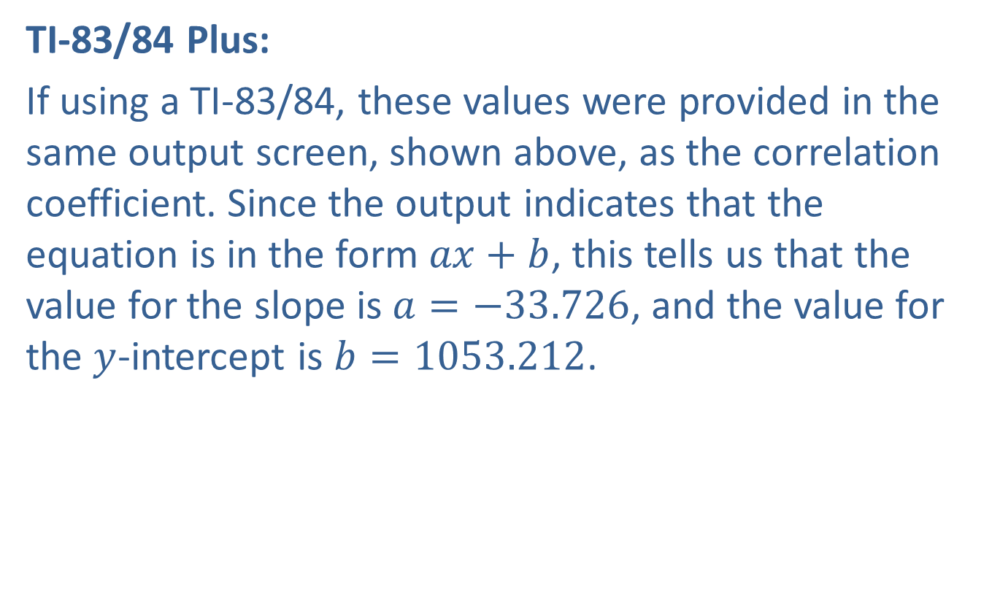 TI-83/84 Plus:
If using a TI-83/84, these values were provided in the
same output screen, shown above, as the correlation
coefficient. Since the output indicates that the
equation is in the form 𝑎𝑥 + 𝑏, this tells us that the
value for the slope is 𝑎 = −33.726, and the value for
the 𝑦-intercept is 𝑏 = 1053.212.